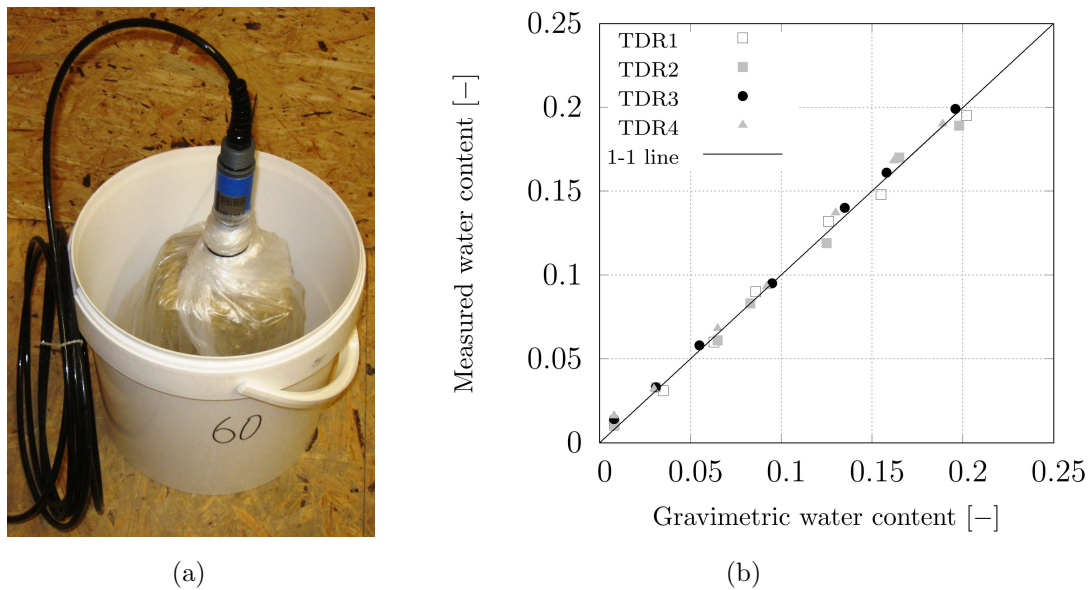 60
(a)
Measured water content [−]
0.25
0.2
0.15
0.1
0.05
0
TDR1
TDR2
TDR3
TDR4
1-1 line
0 0.05 0.1 0.15 0.2 0.25
Gravimetric water content [−]
(b)